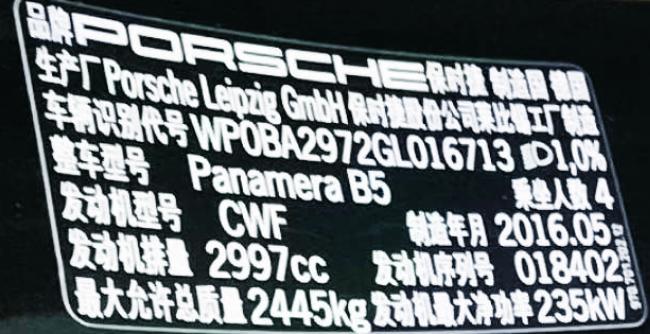 品牌 PORSCHE 保时捷 制造国 德国
生产厂 Porsche Leipzig GmbH 保时捷股份公司莱比锡工厂制造
车辆识别代号 WP0BA2972GL016713 1,0%
整车型号 Panamera B5 乘坐人数 4
发动机型号 CWF 制造年月 2016.05
发动机排量 2997cc 发动机序列号 018402
最大允许总质量 2445kg 发动机最大净功率 235kW